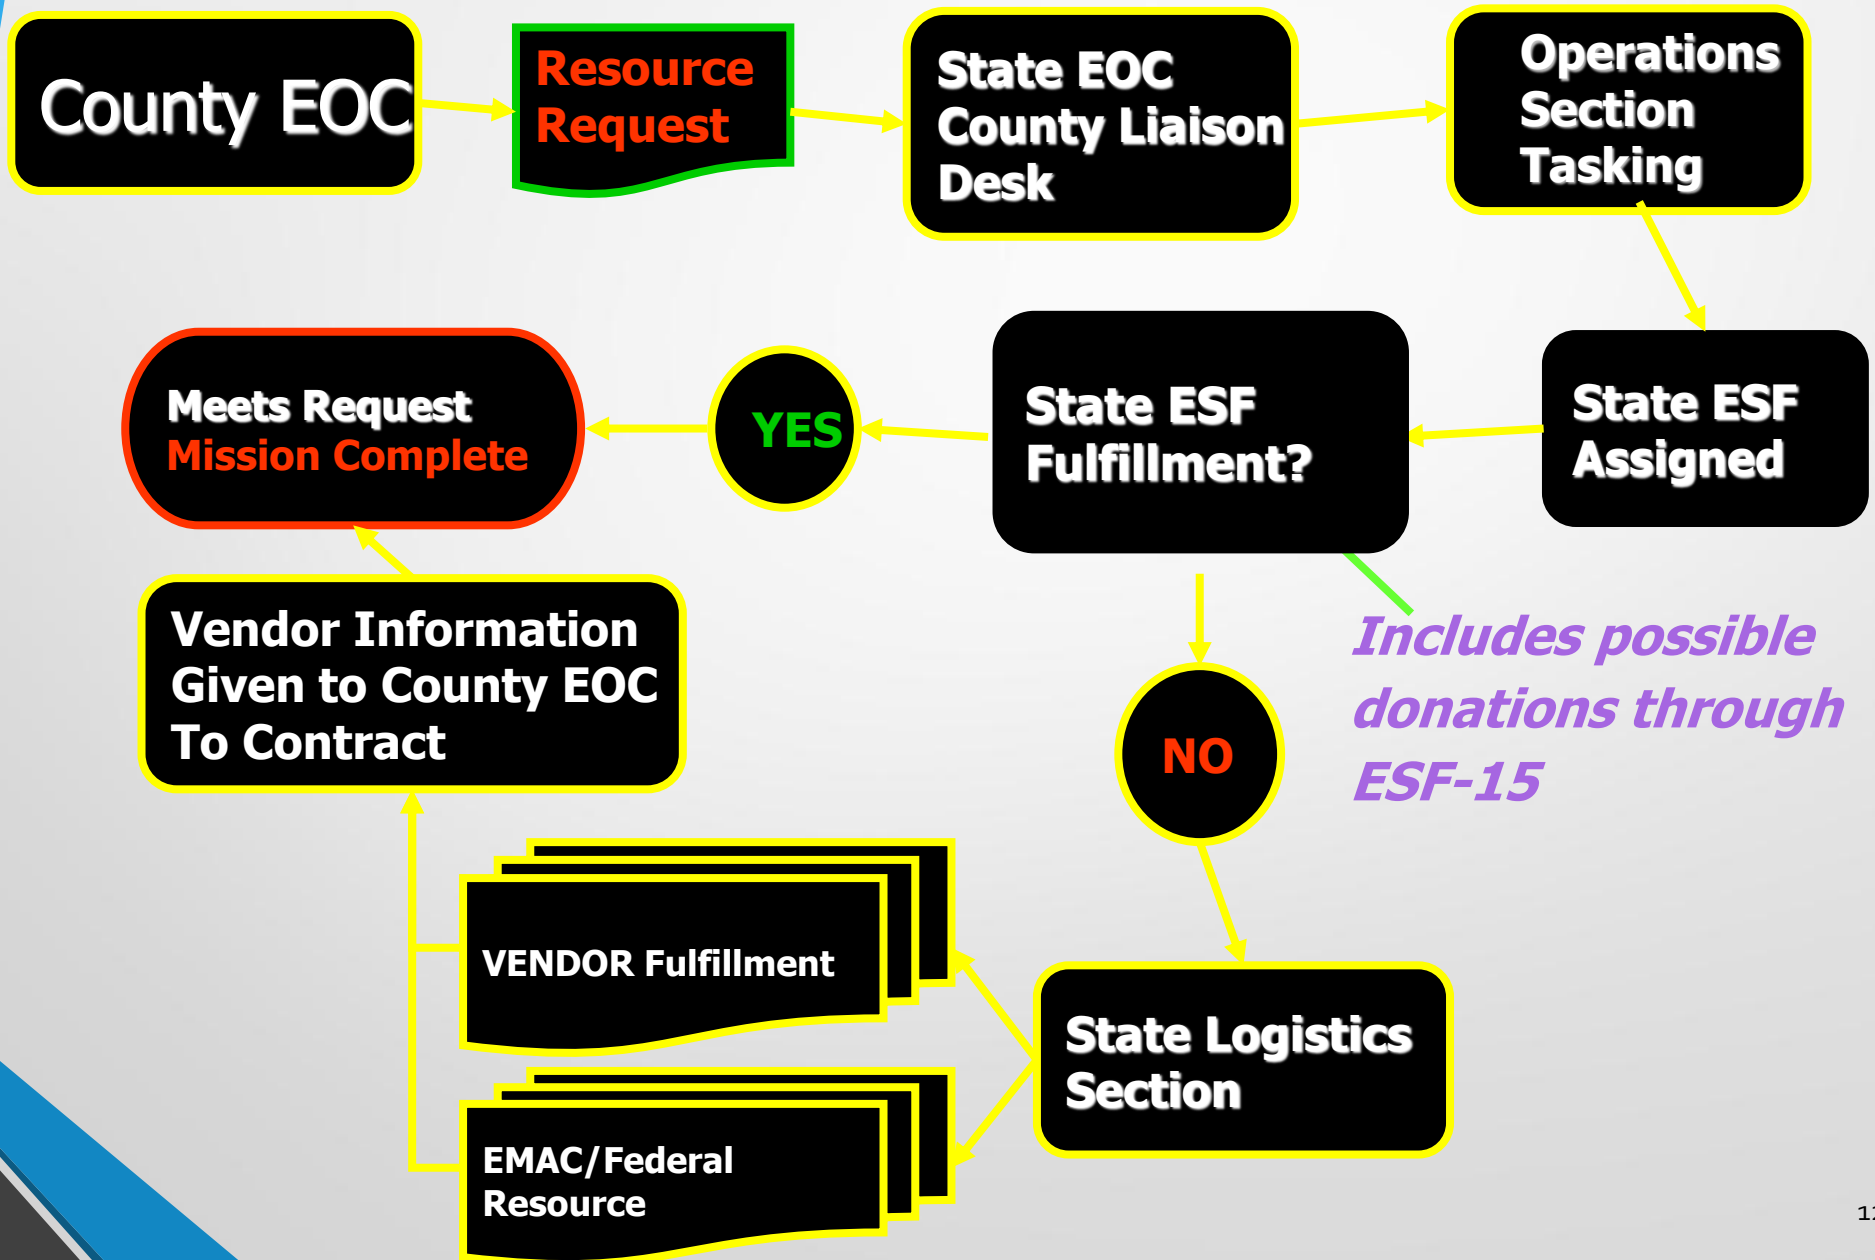 County EOC
Resource
Request
State EOC
County Liaison
Desk
Operations
Section
Tasking
Meets Request
Mission Complete
YES
State ESF
Fulfillment?
State ESF
Assigned
Vendor Information
Given to County EOC
To Contract
NO
Includes possible
donations through
ESF-15
VENDOR Fulfillment
State Logistics
Section
EMAC/Federal
Resource